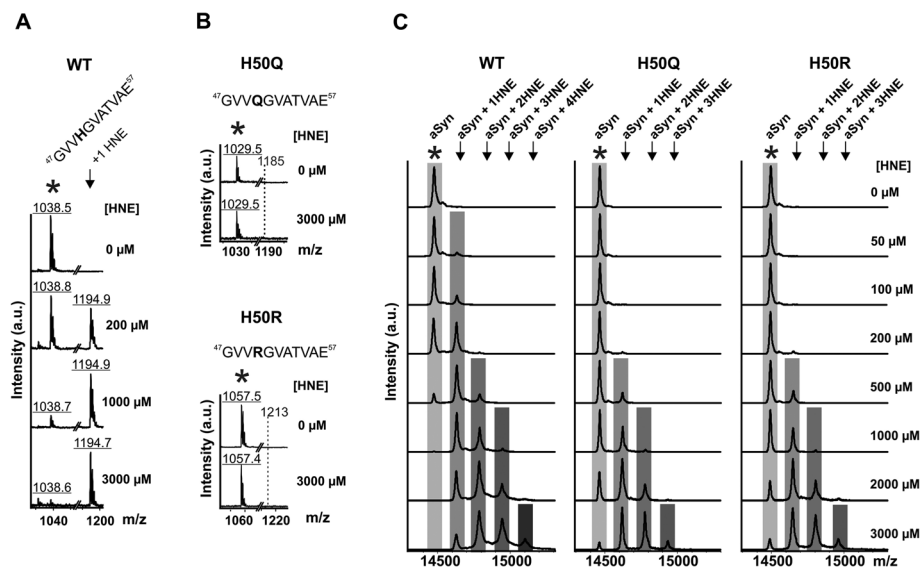 A
WT
⁴⁷GVVHGVATVAE⁵⁷
+1 HNE
*
[HNE]
1038.5
0 µM
1038.8
1194.9
200 µM
1194.9
1038.7
1000 µM
1194.7
1038.6
3000 µM
Intensity (a.u.)
1040 1200 m/z
B
H50Q
⁴⁷GVVQGVATVAE⁵⁷
*
[HNE]
1029.5
1185
0 µM
1029.5
3000 µM
Intensity (a.u.)
1030 1190 m/z
H50R
⁴⁷GVVRGVATVAE⁵⁷
*
[HNE]
1057.5
1213
0 µM
1057.4
3000 µM
Intensity (a.u.)
1060 1220 m/z
C
WT
aSyn
aSyn + 1HNE
aSyn + 2HNE
aSyn + 3HNE
aSyn + 4HNE
*
H50Q
aSyn
aSyn + 1HNE
aSyn + 2HNE
aSyn + 3HNE
*
H50R
aSyn
aSyn + 1HNE
aSyn + 2HNE
aSyn + 3HNE
*
[HNE]
0 µM
50 µM
100 µM
200 µM
500 µM
1000 µM
2000 µM
3000 µM
Intensity (a.u.)
14500 15000
14500 15000
14500 15000 m/z